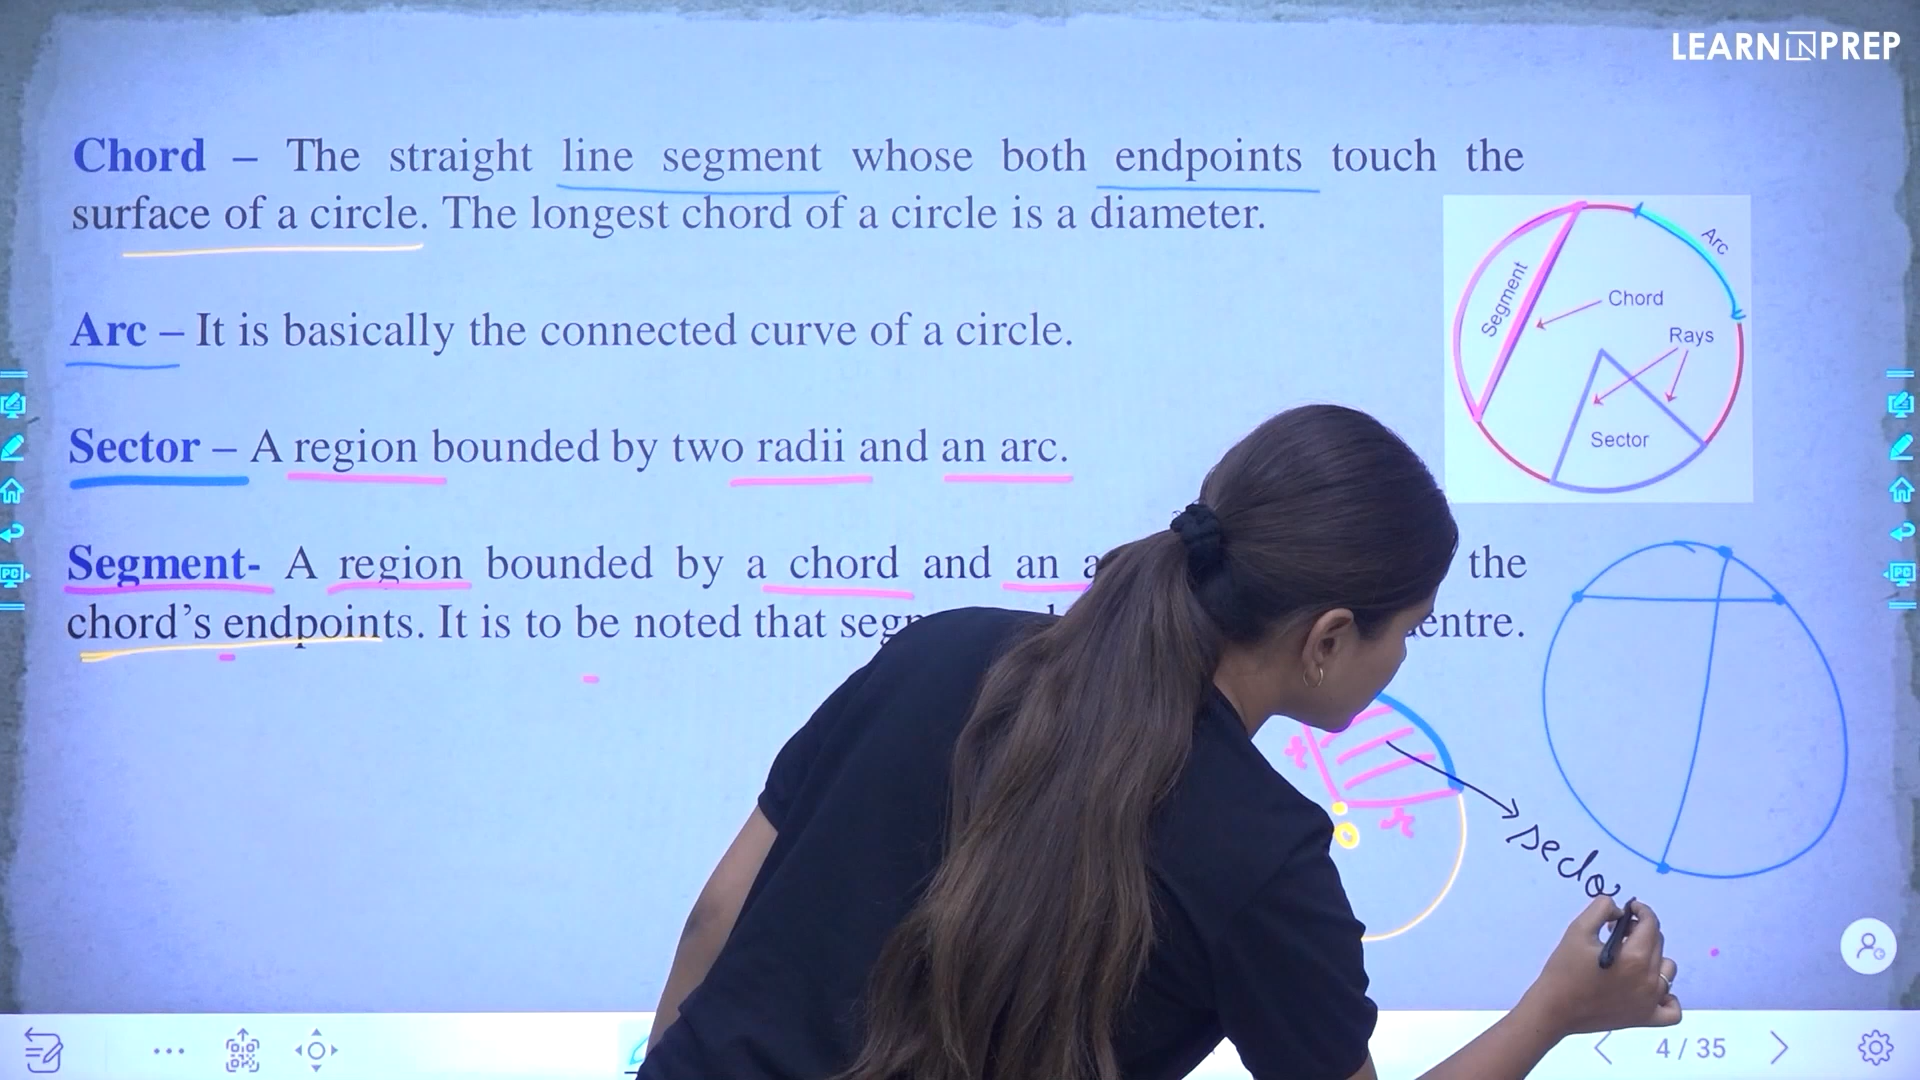 LEARN N PREP
Chord – The straight line segment whose both endpoints touch the
surface of a circle. The longest chord of a circle is a diameter.
Arc – It is basically the connected curve of a circle.
Sector – A region bounded by two radii and an arc.
Segment- A region bounded by a chord and an the
chord's endpoints. It is to be noted that
Arc
Segment
Chord
Rays
Sector
r
r
O
secto
PD
PD
4 / 35